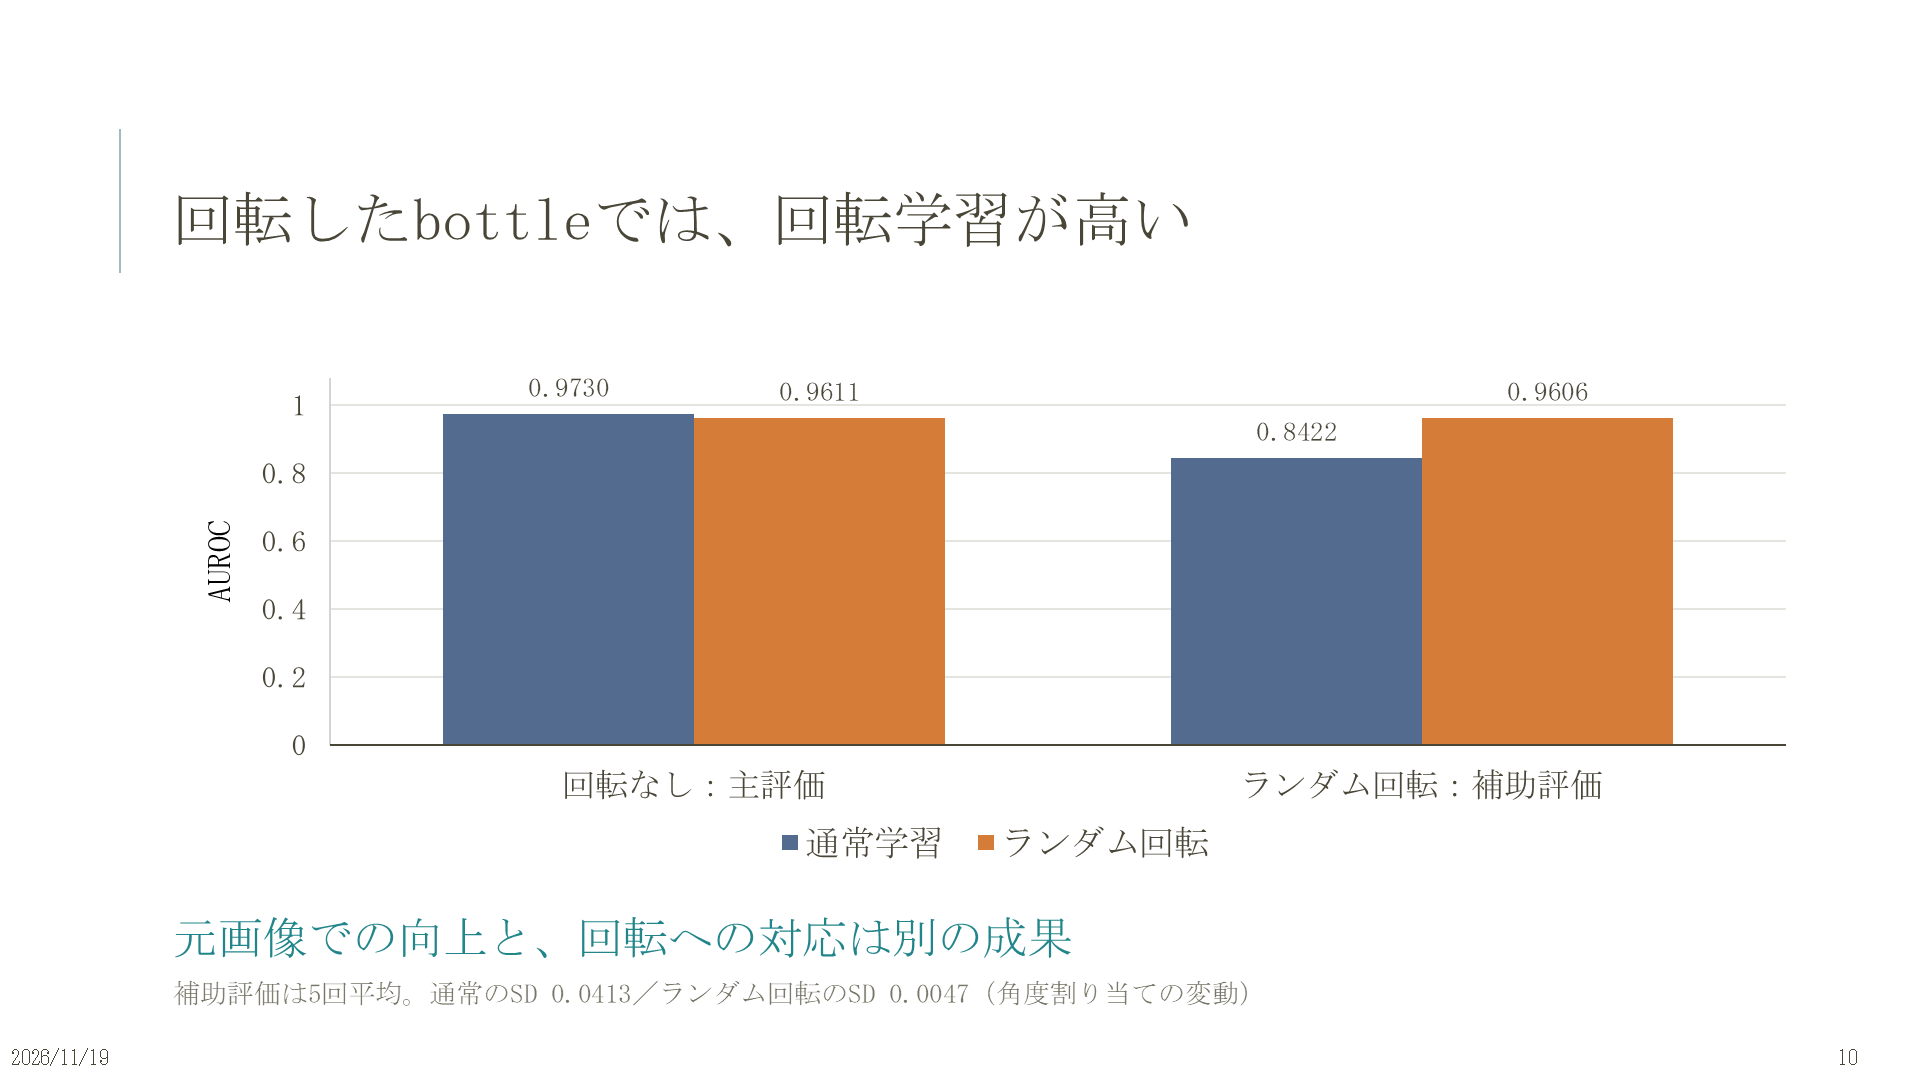 回転したbottleでは、回転学習が高い
0.9730
0.9611
0.8422
0.9606
1
0.8
0.6
0.4
0.2
0
AUROC
回転なし：主評価
ランダム回転：補助評価
通常学習
ランダム回転
元画像での向上と、回転への対応は別の成果
補助評価は5回平均。通常のSD 0.0413／ランダム回転のSD 0.0047（角度割り当ての変動）
2026/11/19
10